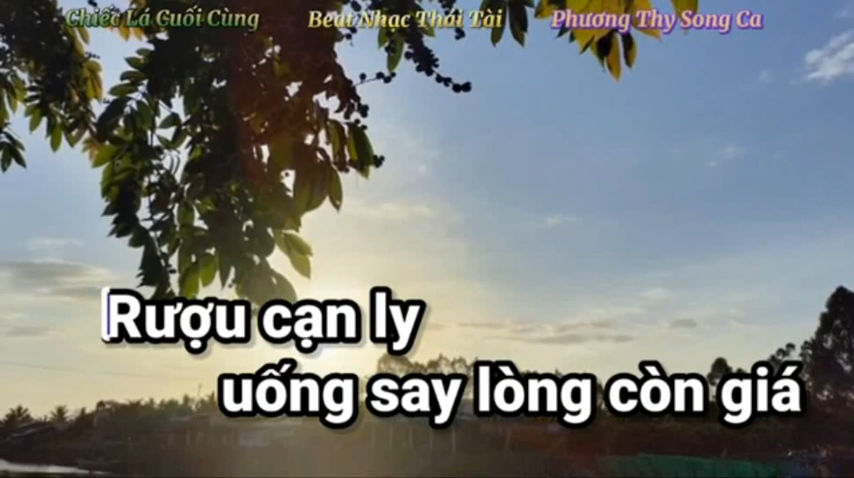 Chiếc Lá Cuối Cùng Beat Nhạc Thái Tài Phương Thy Song Ca
Rượu cạn ly
uống say lòng còn giá